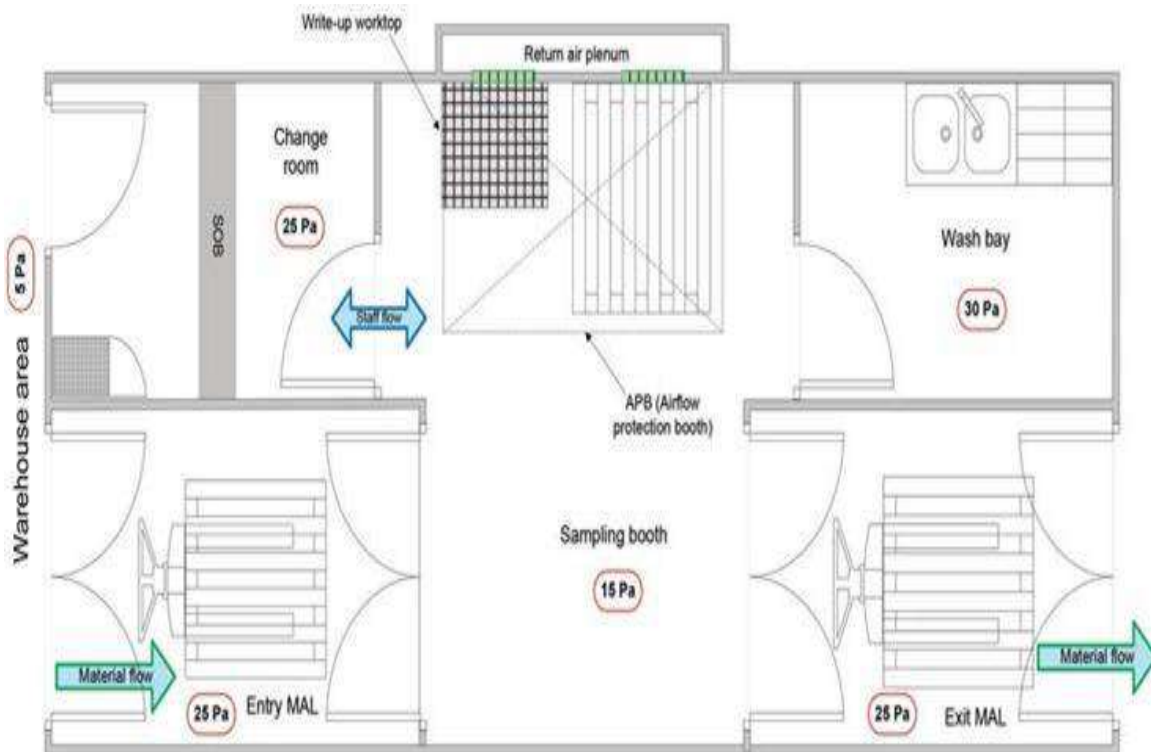 Write-up worktop
Return air plenum
Change
room
25 Pa
SOB
Wash bay
30 Pa
5 Pa
Staff flow
Warehouse area
APB (Airflow
protection booth)
Sampling booth
15 Pa
Material flow
25 Pa
Entry MAL
Material flow
25 Pa
Exit MAL